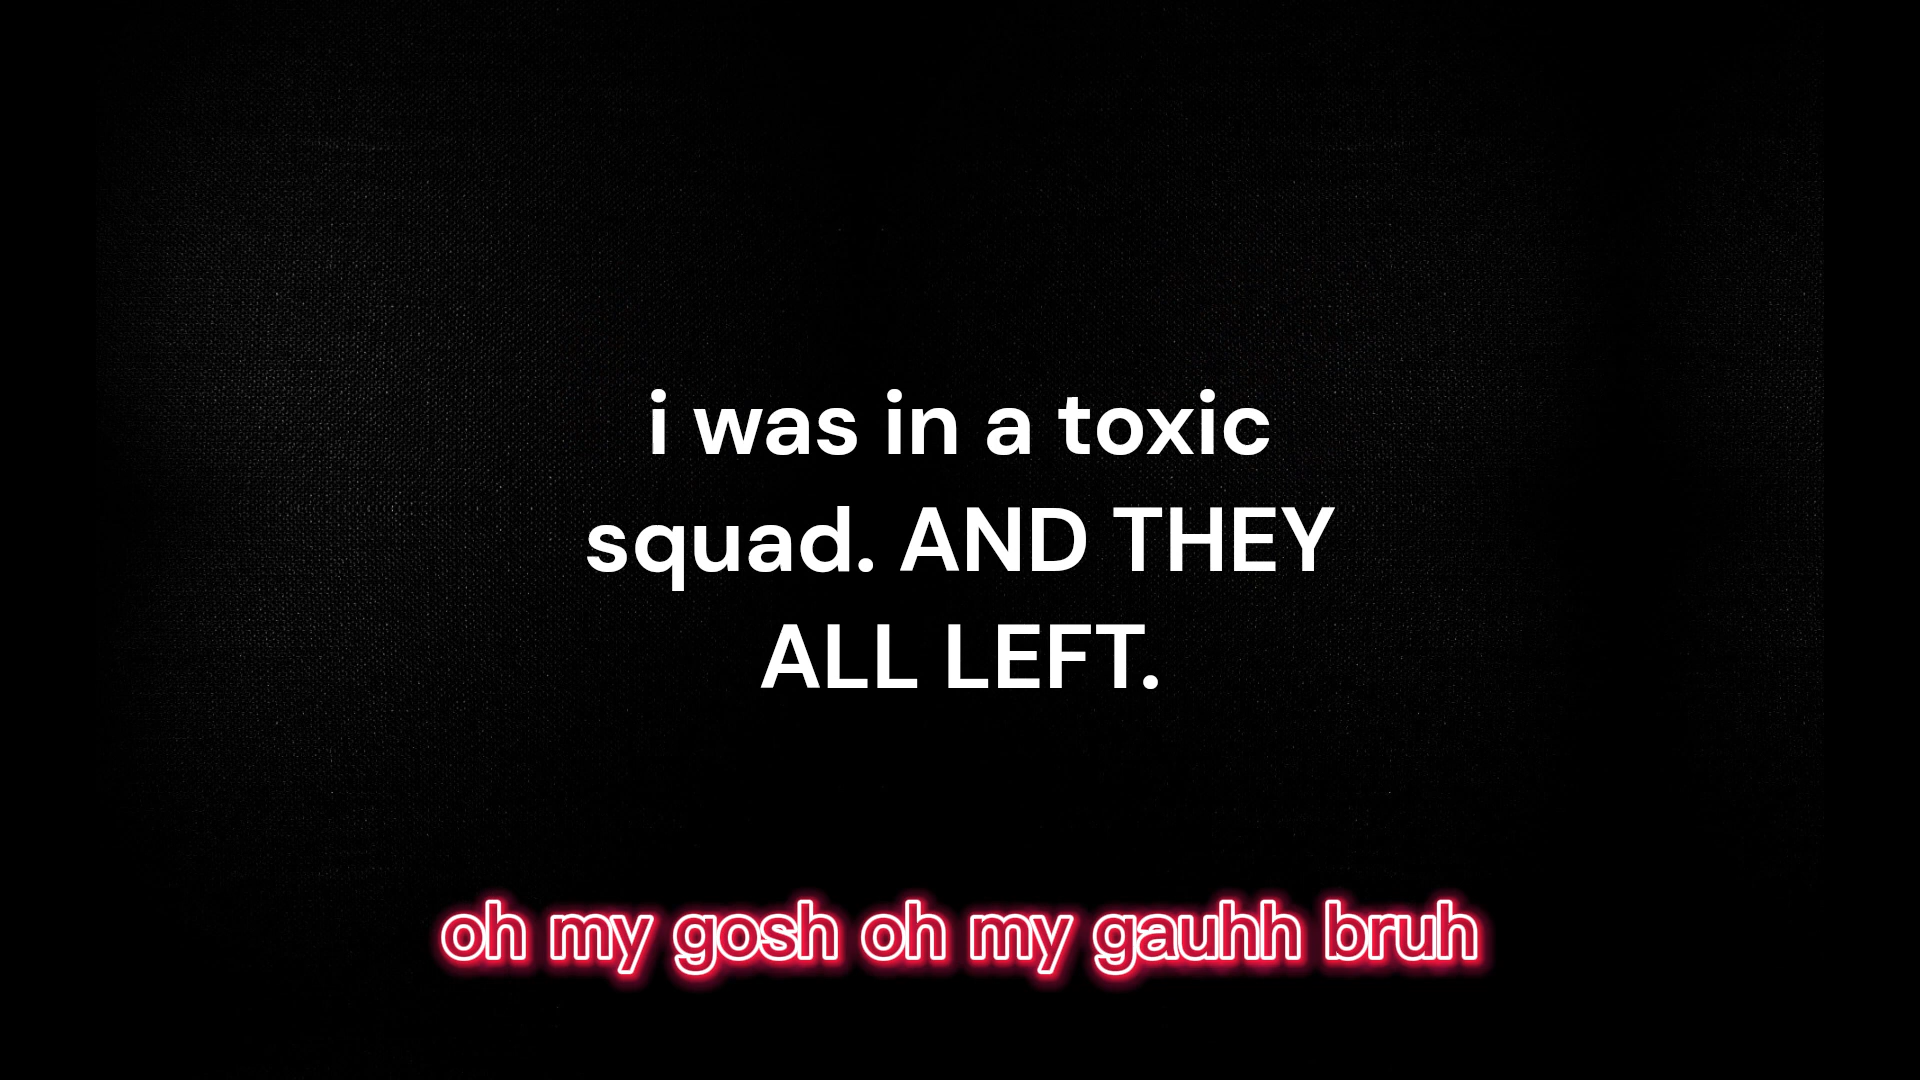 i was in a toxic
squad. AND THEY
ALL LEFT.
oh my gosh oh my gauhh bruh